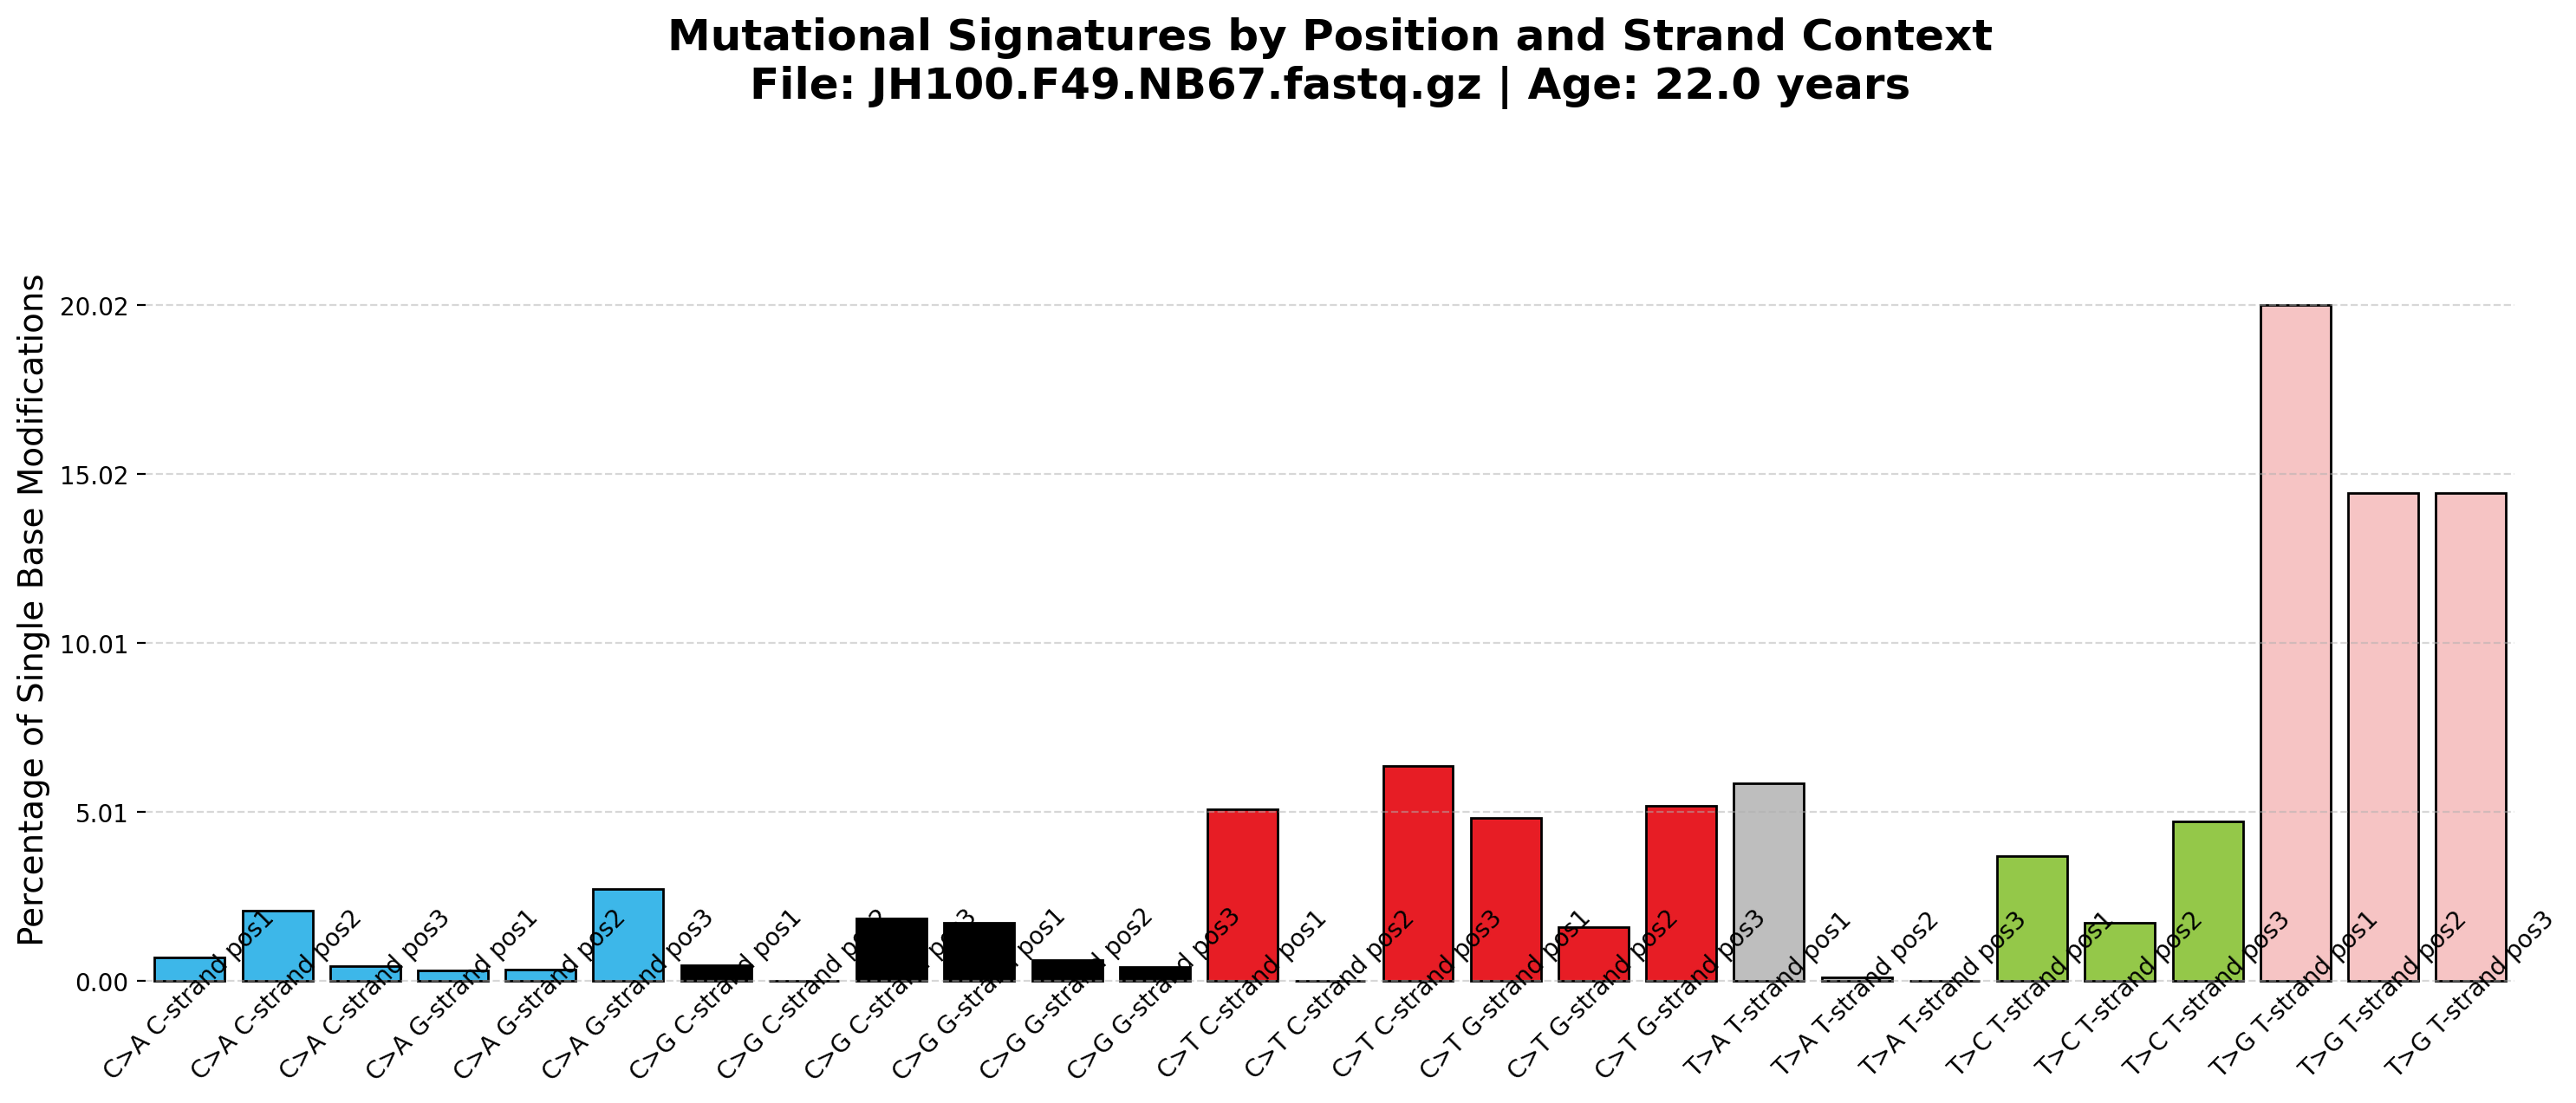 Mutational Signatures by Position and Strand Context
File: JH100.F49.NB67.fastq.gz | Age: 22.0 years
Percentage of Single Base Modifications
20.02
15.02
10.01
5.01
0.00
C>A C-strand pos1
C>A C-strand pos2
C>A C-strand pos3
C>A G-strand pos1
C>A G-strand pos2
C>A G-strand pos3
C>G C-strand pos1
C>G C-strand pos2
C>G C-strand pos3
C>G G-strand pos1
C>G G-strand pos2
C>G G-strand pos3
C>T C-strand pos1
C>T C-strand pos2
C>T C-strand pos3
C>T G-strand pos1
C>T G-strand pos2
C>T G-strand pos3
T>A T-strand pos1
T>A T-strand pos2
T>A T-strand pos3
T>C T-strand pos1
T>C T-strand pos2
T>C T-strand pos3
T>G T-strand pos1
T>G T-strand pos2
T>G T-strand pos3